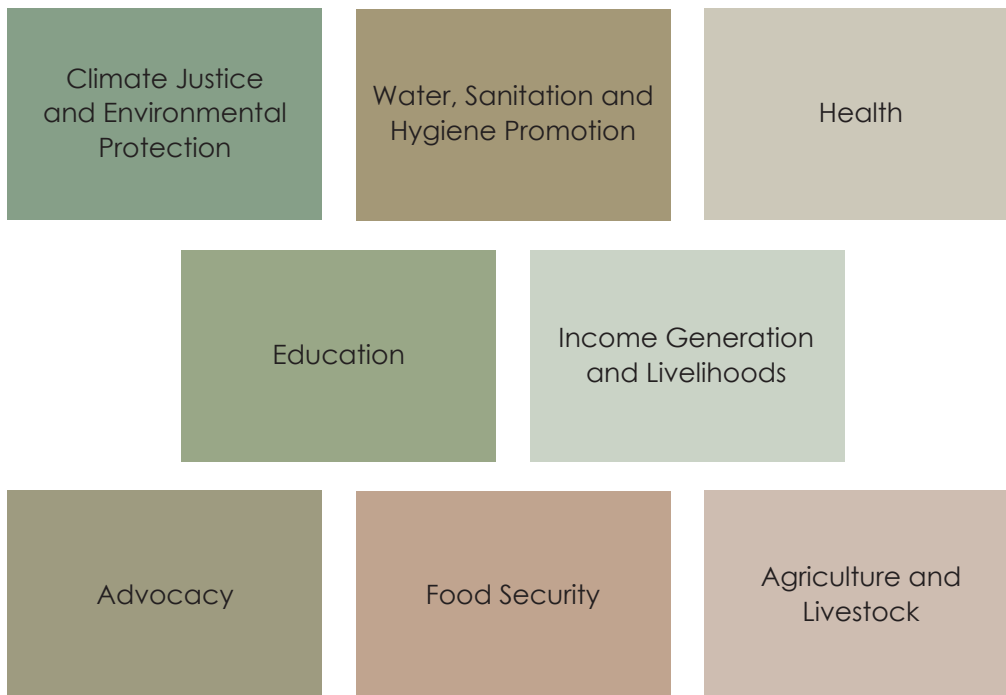 Climate Justice
and Environmental
Protection
Water, Sanitation and
Hygiene Promotion
Health
Education
Income Generation
and Livelihoods
Advocacy
Food Security
Agriculture and
Livestock